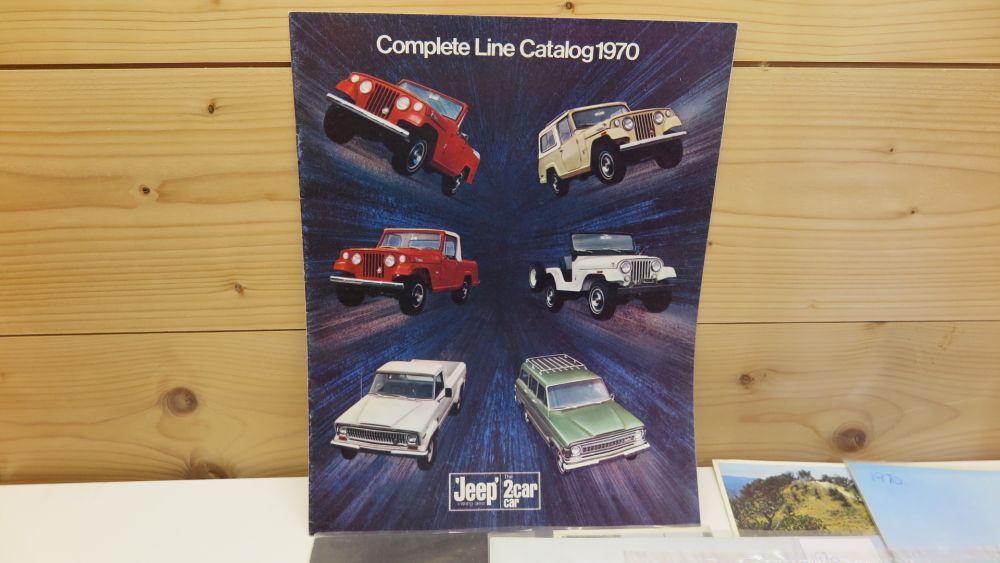 Complete Line Catalog 1970
'Jeep'
The
2car
car
1970